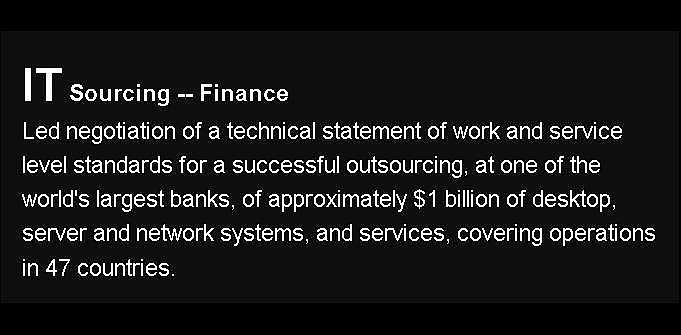 IT Sourcing -- Finance
Led negotiation of a technical statement of work and service
level standards for a successful outsourcing, at one of the
world's largest banks, of approximately $1 billion of desktop,
server and network systems, and services, covering operations
in 47 countries.